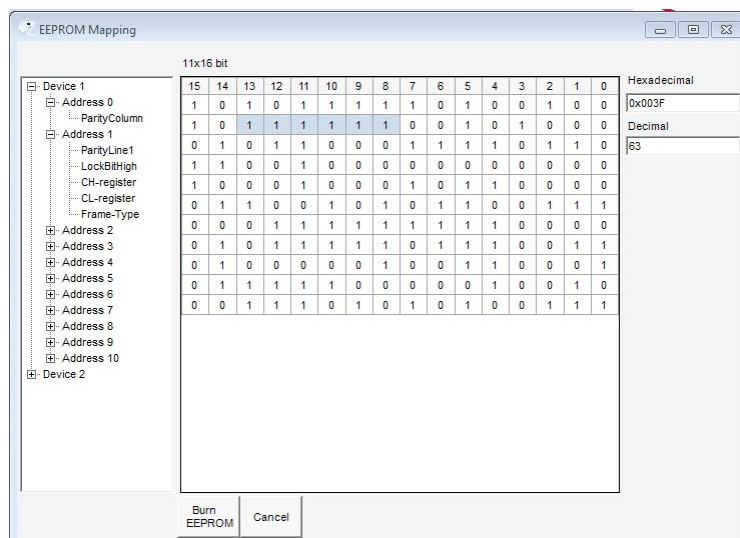 EEPROM Mapping
11x16 bit
Device 1
Address 0
ParityColumn
Address 1
ParityLine1
LockBitHigh
CH-register
CL-register
Frame-Type
Address 2
Address 3
Address 4
Address 5
Address 6
Address 7
Address 8
Address 9
Address 10
Device 2
15 14 13 12 11 10 9 8 7 6 5 4 3 2 1 0
1 0 1 0 1 1 1 1 1 0 1 0 0 1 0 0
1 0 1 1 1 1 1 1 0 0 1 0 1 0 0 0
0 1 0 1 1 0 0 0 1 1 1 1 0 1 1 0
1 1 0 0 1 0 0 0 0 0 0 0 0 0 0 0
1 0 0 0 1 0 0 0 1 0 1 1 0 0 0 0
0 1 1 0 0 1 0 1 0 1 1 0 0 1 1 1
0 0 0 1 1 1 1 1 1 1 1 1 0 0 0 0
0 1 0 1 0 0 0 0 0 1 1 1 0 0 1 1
0 1 0 0 0 0 0 1 0 0 1 1 0 0 0 1
0 1 1 1 1 1 0 0 0 0 0 1 0 0 1 0
0 0 1 1 1 0 1 0 1 0 1 0 0 1 1 1
Hexadecimal
0x003F
Decimal
63
Burn
EEPROM
Cancel